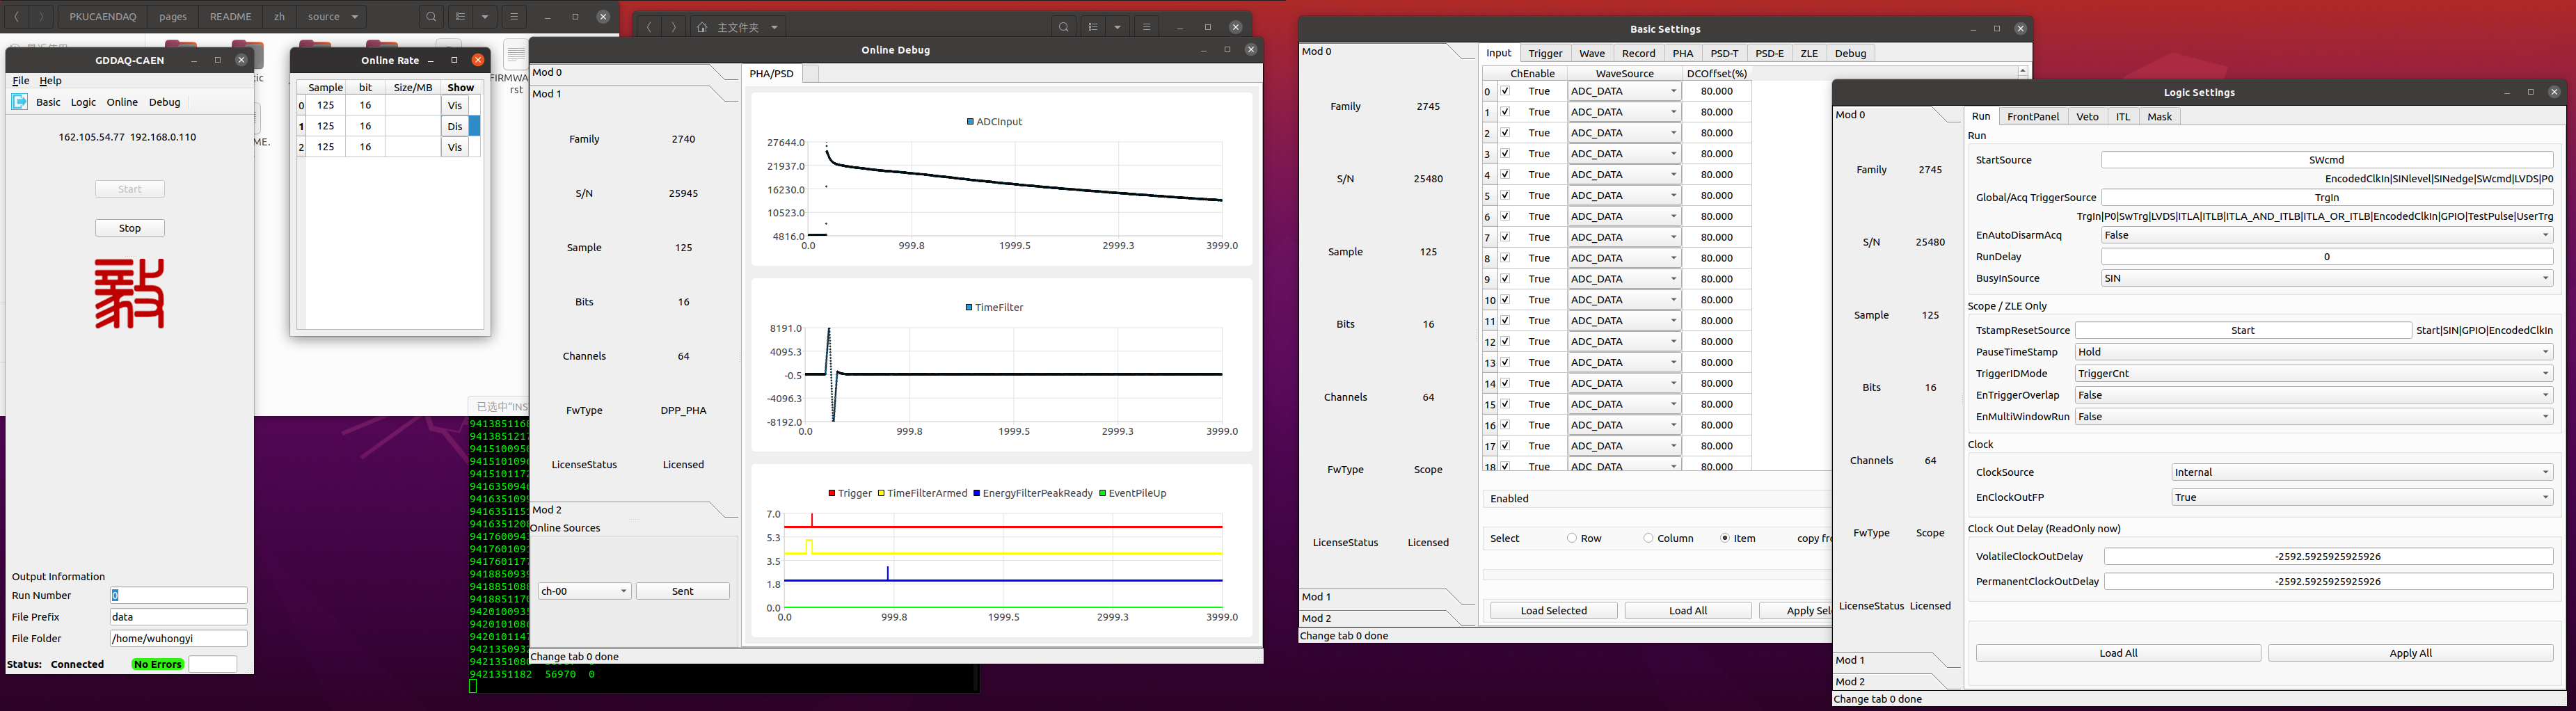 PKUCAENDAQ pages README zh source
主文件夹
FIRMWA
rst
ME.
tic
已选中"INS
GDDAQ-CAEN
File Help
Basic Logic Online Debug
162.105.54.77 192.168.0.110
Start
Stop
Output Information
Run Number 0
File Prefix data
File Folder /home/wuhongyi
Status: Connected No Errors
Online Rate
Sample bit Size/MB Show
0 125 16 Vis
1 125 16 Dis
2 125 16 Vis
9421351182 56970 0
Online Debug
Mod 0
Mod 1
Family 2740
S/N 25945
Sample 125
Bits 16
Channels 64
FwType DPP_PHA
LicenseStatus Licensed
Mod 2
Online Sources
ch-00 Sent
Change tab 0 done
PHA/PSD
ADCInput
27644.0
21937.0
16230.0
10523.0
4816.0
0.0 999.8 1999.5 2999.3 3999.0
TimeFilter
8191.0
4095.3
-0.5
-4096.3
-8192.0
0.0 999.8 1999.5 2999.3 3999.0
Trigger TimeFilterArmed EnergyFilterPeakReady EventPileUp
7.0
5.3
3.5
1.8
0.0
0.0 999.8 1999.5 2999.3 3999.0
Basic Settings
Mod 0
Family 2745
S/N 25480
Sample 125
Bits 16
Channels 64
FwType Scope
LicenseStatus Licensed
Mod 1
Mod 2
Change tab 0 done
Input Trigger Wave Record PHA PSD-T PSD-E ZLE Debug
ChEnable WaveSource DCOffset(%)
0 True ADC_DATA 80.000
1 True ADC_DATA 80.000
2 True ADC_DATA 80.000
3 True ADC_DATA 80.000
4 True ADC_DATA 80.000
5 True ADC_DATA 80.000
6 True ADC_DATA 80.000
7 True ADC_DATA 80.000
8 True ADC_DATA 80.000
9 True ADC_DATA 80.000
10 True ADC_DATA 80.000
11 True ADC_DATA 80.000
12 True ADC_DATA 80.000
13 True ADC_DATA 80.000
14 True ADC_DATA 80.000
15 True ADC_DATA 80.000
16 True ADC_DATA 80.000
17 True ADC_DATA 80.000
18 True ADC_DATA 80.000
Enabled
Select Row Column Item copy fr
Load Selected Load All Apply Sel
Logic Settings
Mod 0
Family 2745
S/N 25480
Sample 125
Bits 16
Channels 64
FwType Scope
LicenseStatus Licensed
Mod 1
Mod 2
Change tab 0 done
Run FrontPanel Veto ITL Mask
Run
StartSource SWcmd
EncodedClkIn|SINlevel|SINedge|SWcmd|LVDS|P0
Global/Acq TriggerSource TrgIn
TrgIn|P0|SwTrg|LVDS|ITLA|ITLB|ITLA_AND_ITLB|ITLA_OR_ITLB|EncodedClkIn|GPIO|TestPulse|UserTrg
EnAutoDisarmAcq False
RunDelay 0
BusyInSource SIN
Scope / ZLE Only
TstampResetSource Start Start|SIN|GPIO|EncodedClkIn
PauseTimeStamp Hold
TriggerIDMode TriggerCnt
EnTriggerOverlap False
EnMultiWindowRun False
Clock
ClockSource Internal
EnClockOutFP True
Clock Out Delay (ReadOnly now)
VolatileClockOutDelay -2592.5925925925926
PermanentClockOutDelay -2592.5925925925926
Load All Apply All